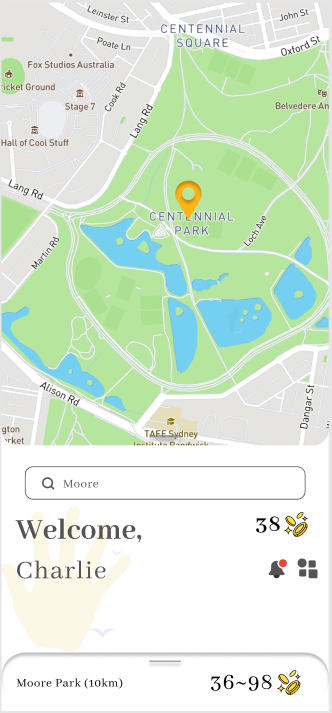 Leinster St
John St
CENTENNIAL
SQUARE
Poate Ln
Oxford St
Fox Studios Australia
ricket Ground
Stage 7
Cook Rd
Lang Rd
Belvedere An
Hall of Cool Stuff
Lang Rd
CENTENNIAL
PARK
Loch Ave
Martin Rd
Alison Rd
Dangar St
gton
arket
TAFE Sydney
Institute Randwick
Moore
Welcome,
38
Charlie
Moore Park (10km)
36~98